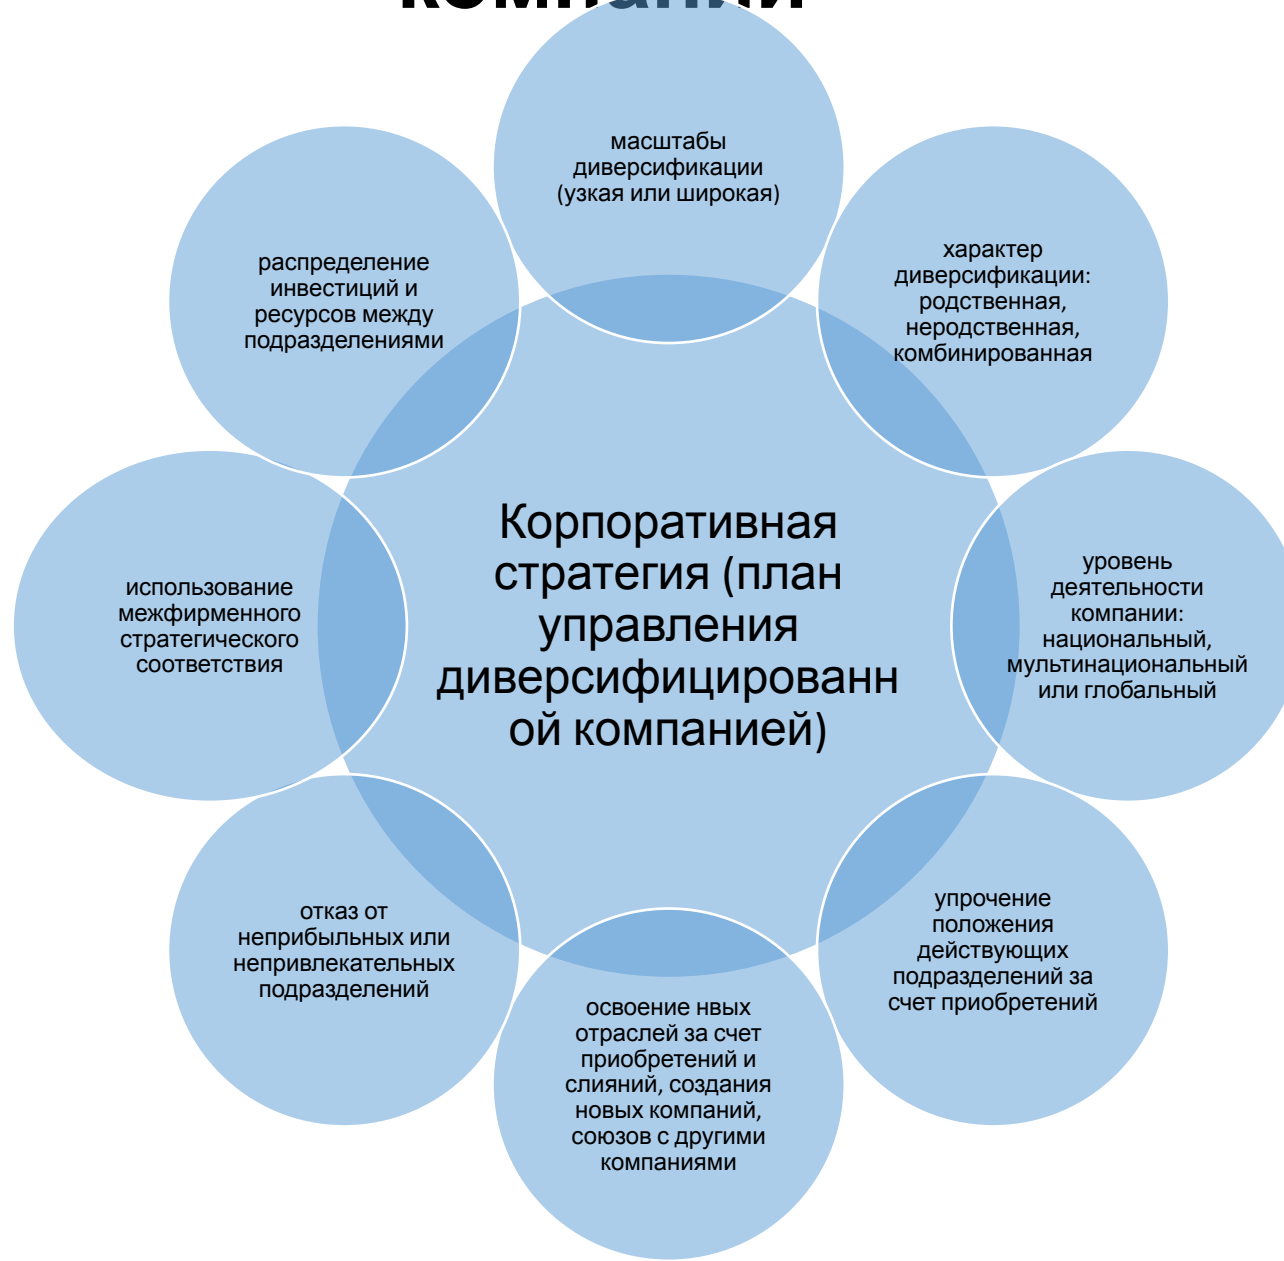 масштабы
диверсификации
(узкая или широкая)
характер
диверсификации:
родственная,
неродственная,
комбинированная
уровень
деятельности
компании:
национальный,
мультинациональный
или глобальный
упрочение
положения
действующих
подразделений за
счет приобретений
освоение нвых
отраслей за счет
приобретений и
слияний, создания
новых компаний,
союзов с другими
компаниями
отказ от
неприбыльных или
непривлекательных
подразделений
использование
межфирменного
стратегического
соответствия
распределение
инвестиций и
ресурсов между
подразделениями
Корпоративная
стратегия (план
управления
диверсифицированн
ой компанией)